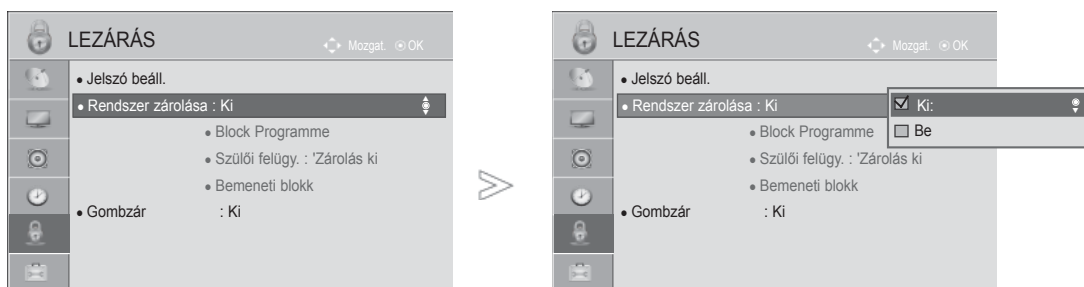 LEZÁRÁS
Mozgat. OK
• Jelszó beáll.
• Rendszer zárolása : Ki
• Block Programme
• Szülői felügy. : 'Zárolás ki
• Bemeneti blokk
• Gombzár : Ki
LEZÁRÁS
Mozgat. OK
• Jelszó beáll.
• Rendszer zárolása : Ki
Ki:
Be
• Block Programme
• Szülői felügy. : 'Zárolás ki
• Bemeneti blokk
• Gombzár : Ki